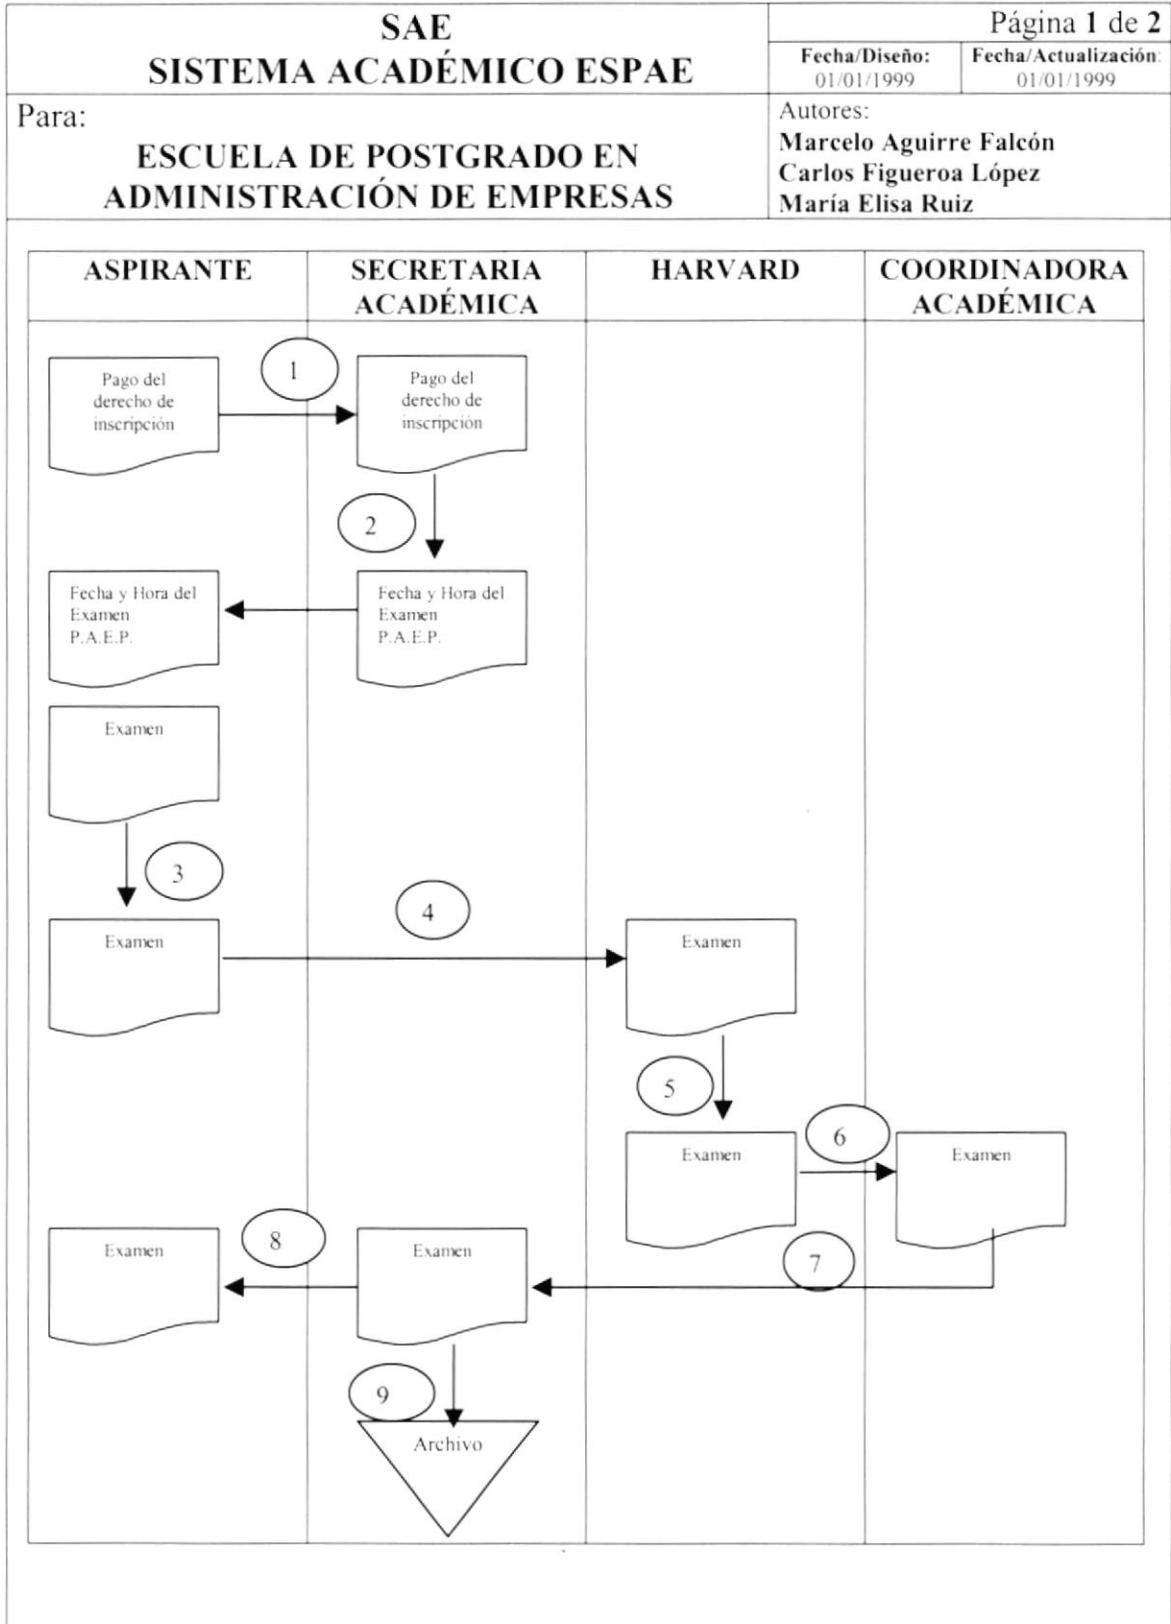 SAE
SISTEMA ACADÉMICO ESPAE
Página 1 de 2
Fecha/Diseño:
01/01/1999
Fecha/Actualización:
01/01/1999
Para:
ESCUELA DE POSTGRADO EN
ADMINISTRACIÓN DE EMPRESAS
Autores:
Marcelo Aguirre Falcón
Carlos Figueroa López
María Elisa Ruiz
ASPIRANTE
SECRETARIA
ACADÉMICA
HARVARD
COORDINADORA
ACADÉMICA
Pago del
derecho de
inscripción
1
Pago del
derecho de
inscripción
2
Fecha y Hora del
Examen
P.A.E.P.
Fecha y Hora del
Examen
P.A.E.P.
Examen
3
Examen
4
Examen
5
Examen
6
Examen
7
Examen
8
Examen
9
Archivo